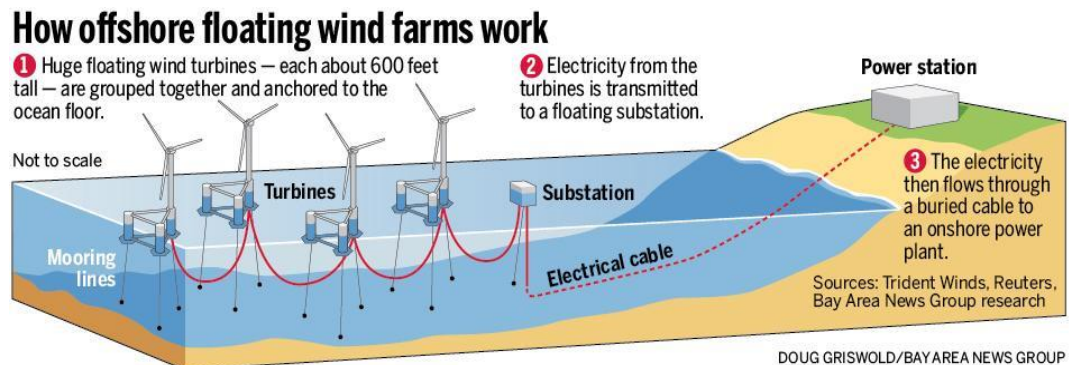 How offshore floating wind farms work
1 Huge floating wind turbines — each about 600 feet
tall — are grouped together and anchored to the
ocean floor.
2 Electricity from the
turbines is transmitted
to a floating substation.
Power station
Not to scale
Turbines
Substation
3 The electricity
then flows through
a buried cable to
an onshore power
plant.
Mooring
lines
Electrical cable
Sources: Trident Winds, Reuters,
Bay Area News Group research
DOUG GRISWOLD/BAY AREA NEWS GROUP